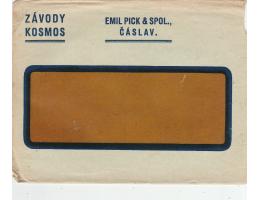 ZÁVODY
KOSMOS
EMIL PICK & SPOL.,
ČÁSLAV.